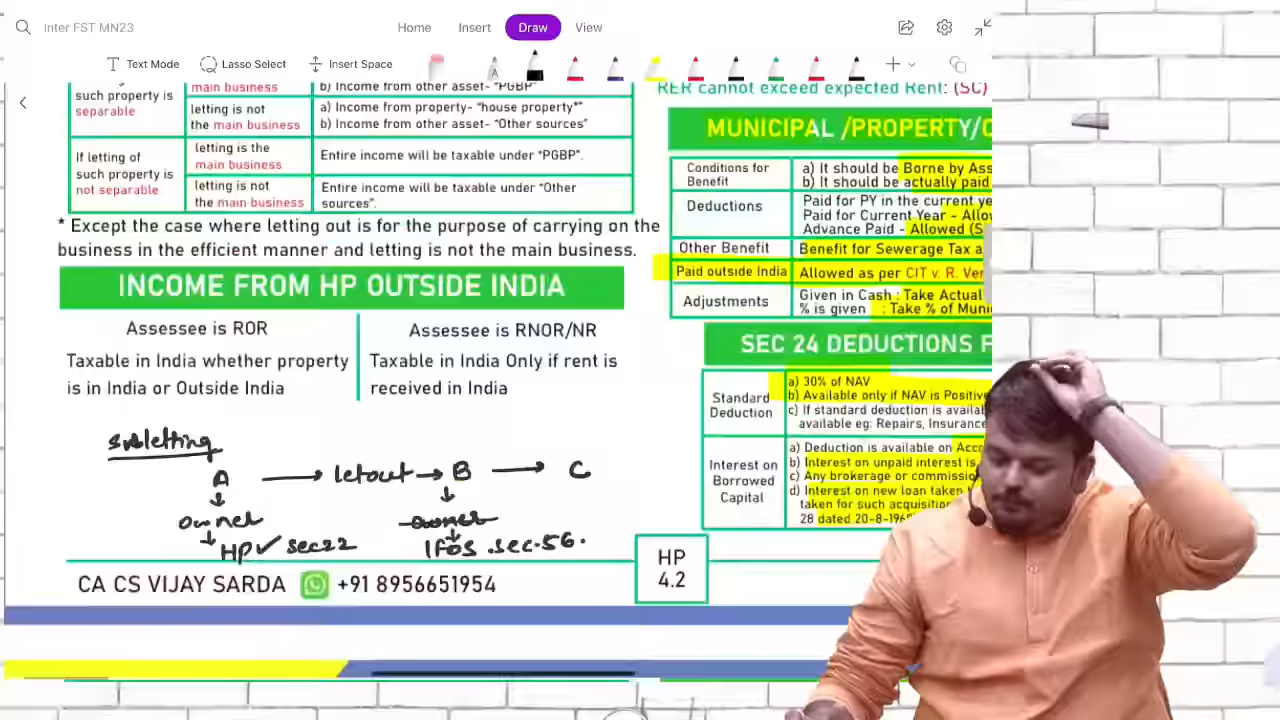 Inter FST MN23
Home Insert Draw View
Text Mode Lasso Select Insert Space
such property is
separable
main business
b) Income from other asset- "PGBP"
letting is not
the main business
a) Income from property- "house property*"
b) Income from other asset- "Other sources"
If letting of
such property is
not separable
letting is the
main business
Entire income will be taxable under "PGBP".
letting is not
the main business
Entire income will be taxable under "Other
sources".
* Except the case where letting out is for the purpose of carrying on the
business in the efficient manner and letting is not the main business.
INCOME FROM HP OUTSIDE INDIA
Assessee is ROR
Taxable in India whether property
is in India or Outside India
Assessee is RNOR/NR
Taxable in India Only if rent is
received in India
subletting
A → letout → B → C
owner owner
HP ✓ sec22 IFOS .sec.56.
CA CS VIJAY SARDA +91 8956651954
HP
4.2
RER cannot exceed expected Rent: (SC)
MUNICIPAL /PROPERTY/
Conditions for
Benefit
a) It should be Borne by Ass
b) It should be actually paid
Deductions
Paid for PY in the current ye
Paid for Current Year - Allo
Advance Paid - Allowed (S
Other Benefit
Benefit for Sewerage Tax a
Paid outside India
Allowed as per CIT v. R. Ver
Adjustments
Given in Cash : Take Actual
% is given : Take % of Muni
SEC 24 DEDUCTIONS F
Standard
Deduction
a) 30% of NAV
b) Available only if NAV is Positive
c) If standard deduction is availa
available eg: Repairs, Insurance
Interest on
Borrowed
Capital
a) Deduction is available on Accr
b) Interest on unpaid interest is
c) Any brokerage or commissio
d) Interest on new loan taken
taken for such acquisition
28 dated 20-8-196